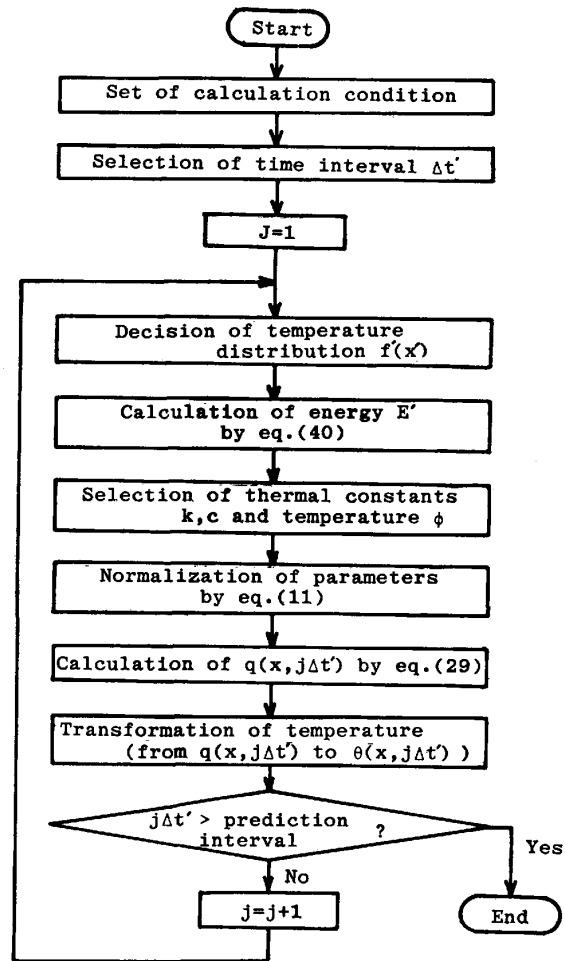 Start
Set of calculation condition
Selection of time interval Δt′
J=1
Decision of temperature
distribution f′(x′)
Calculation of energy E′
by eq.(40)
Selection of thermal constants
k,c and temperature ϕ
Normalization of parameters
by eq.(11)
Calculation of q(x,jΔt′) by eq.(29)
Transformation of temperature
(from q(x,jΔt′) to θ(x,jΔt′) )
jΔt′ > prediction
interval ?
Yes
No
j=j+1
End